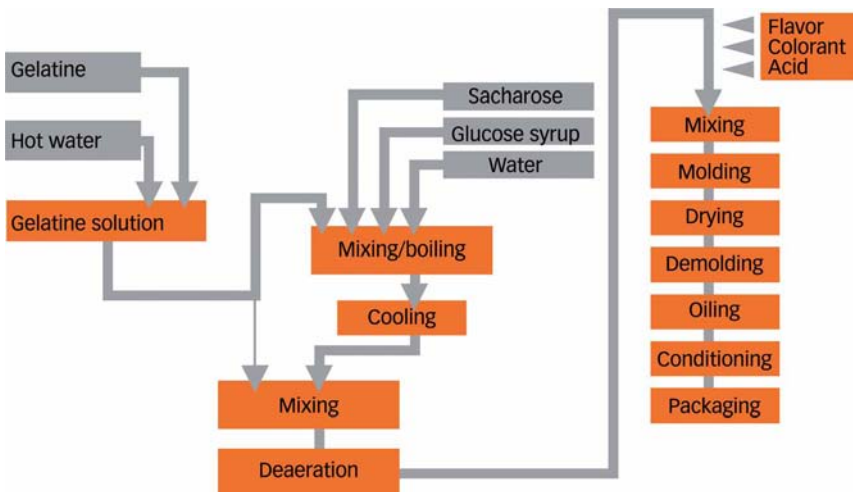 Gelatine
Hot water
Gelatine solution
Sacharose
Glucose syrup
Water
Mixing/boiling
Cooling
Mixing
Deaeration
Flavor
Colorant
Acid
Mixing
Molding
Drying
Demolding
Oiling
Conditioning
Packaging